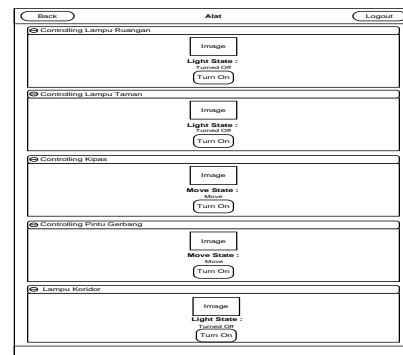 Back Alat Logout
Controlling Lampu Ruangan
Image
Light State :
Turned Off
Turn On
Controlling Lampu Taman
Image
Light State :
Turned Off
Turn On
Controlling Kipas
Image
Move State :
Move
Turn On
Controlling Pintu Gerbang
Image
Move State :
Move
Turn On
Lampu Koridor
Image
Light State :
Turned Off
Turn On